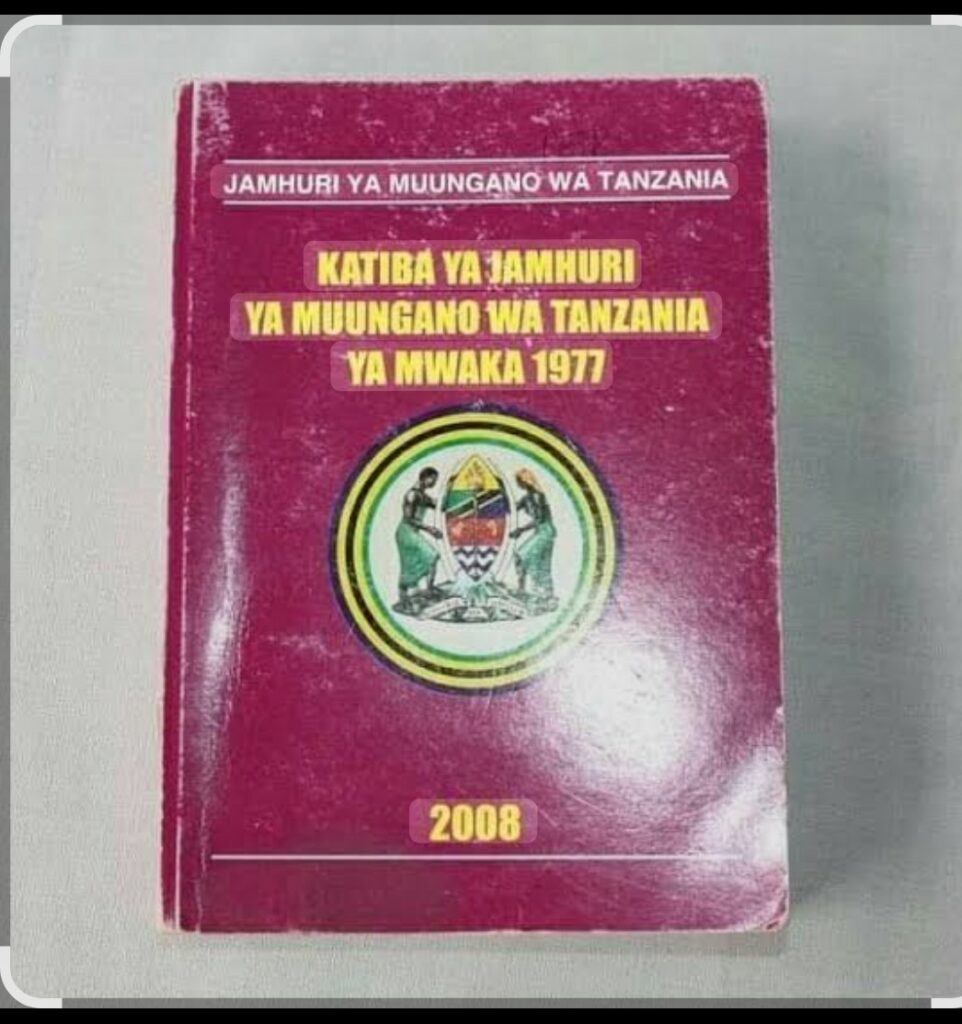 JAMHURI YA MUUNGANO WA TANZANIA
KATIBA YA JAMHURI
YA MUUNGANO WA TANZANIA
YA MWAKA 1977
2008